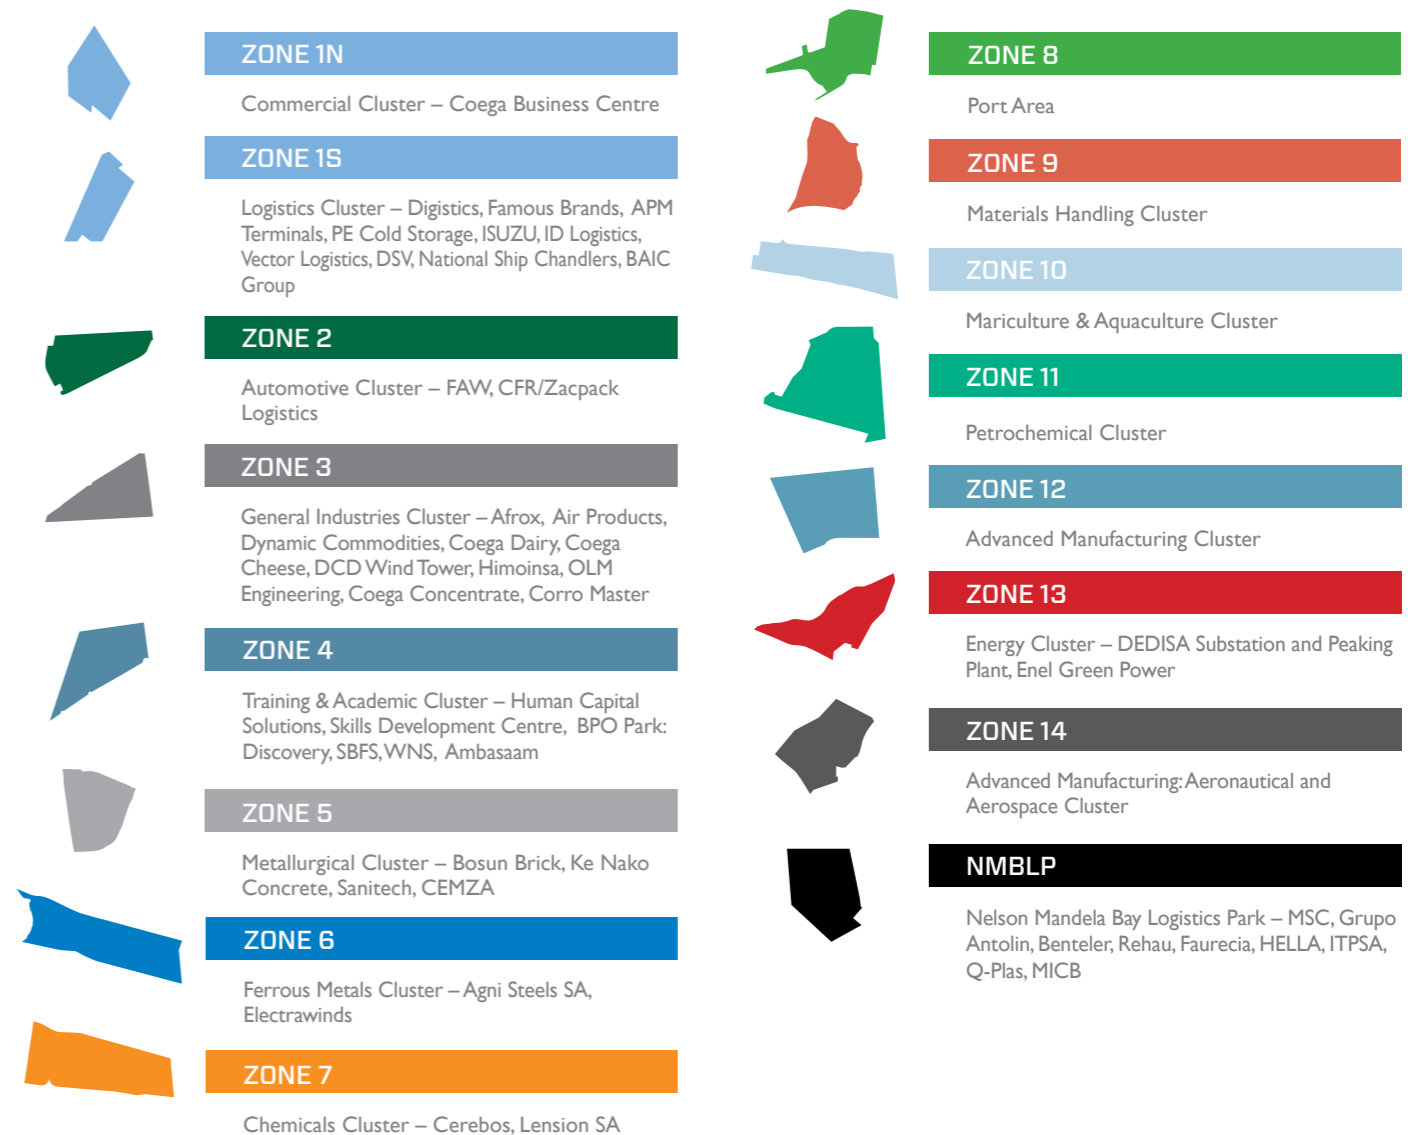 ZONE 1N
Commercial Cluster – Coega Business Centre
ZONE 1S
Logistics Cluster – Digistics, Famous Brands, APM
Terminals, PE Cold Storage, ISUZU, ID Logistics,
Vector Logistics, DSV, National Ship Chandlers, BAIC
Group
ZONE 2
Automotive Cluster – FAW, CFR/Zacpack
Logistics
ZONE 3
General Industries Cluster – Afrox, Air Products,
Dynamic Commodities, Coega Dairy, Coega
Cheese, DCD Wind Tower, Himoinsa, OLM
Engineering, Coega Concentrate, Corro Master
ZONE 4
Training & Academic Cluster – Human Capital
Solutions, Skills Development Centre, BPO Park:
Discovery, SBFS, WNS, Ambasaam
ZONE 5
Metallurgical Cluster – Bosun Brick, Ke Nako
Concrete, Sanitech, CEMZA
ZONE 6
Ferrous Metals Cluster – Agni Steels SA,
Electrawinds
ZONE 7
Chemicals Cluster – Cerebos, Lension SA
ZONE 8
Port Area
ZONE 9
Materials Handling Cluster
ZONE 10
Mariculture & Aquaculture Cluster
ZONE 11
Petrochemical Cluster
ZONE 12
Advanced Manufacturing Cluster
ZONE 13
Energy Cluster – DEDISA Substation and Peaking
Plant, Enel Green Power
ZONE 14
Advanced Manufacturing: Aeronautical and
Aerospace Cluster
NMBLP
Nelson Mandela Bay Logistics Park – MSC, Grupo
Antolin, Benteler, Rehau, Faurecia, HELLA, ITPSA,
Q-Plas, MICB